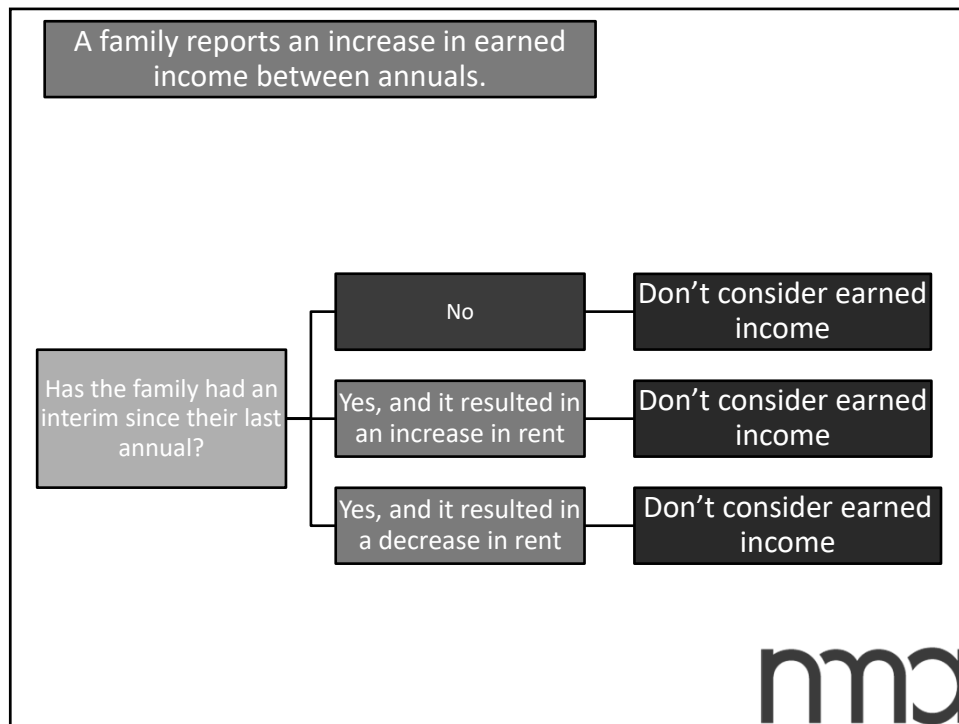 A family reports an increase in earned
income between annuals.
No
Don’t consider earned
income
Has the family had an
interim since their last
annual?
Yes, and it resulted in
an increase in rent
Don’t consider earned
income
Yes, and it resulted in
a decrease in rent
Don’t consider earned
income
nma